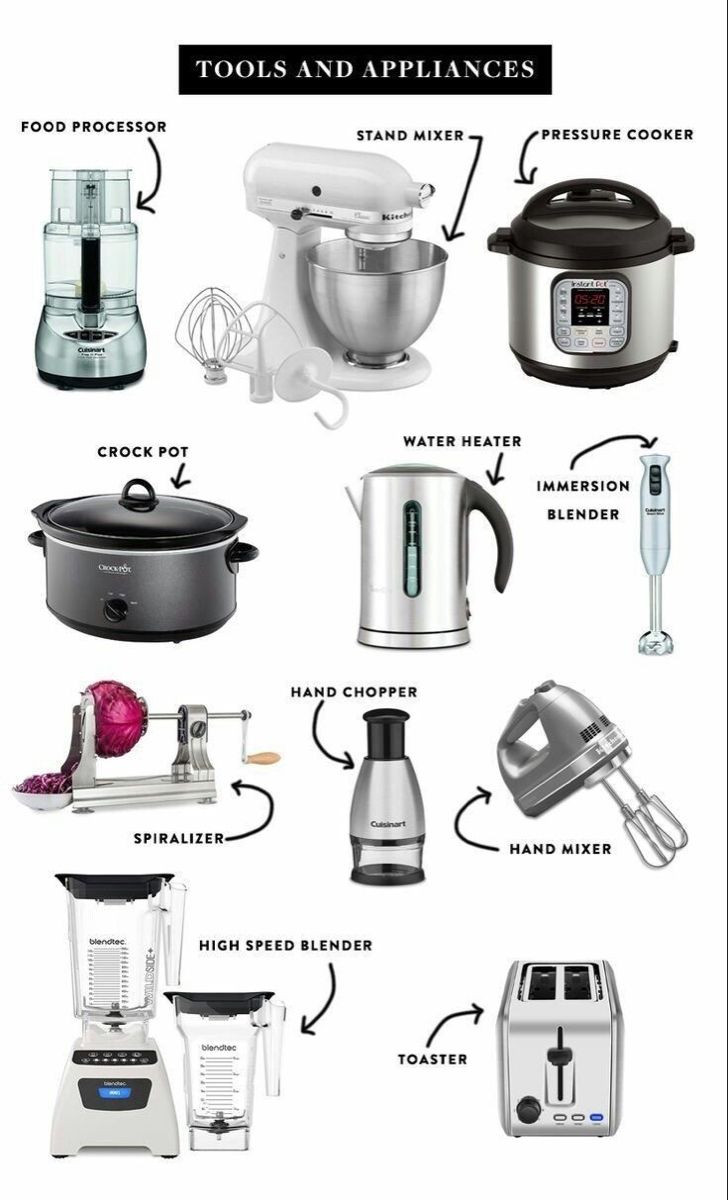 TOOLS AND APPLIANCES
FOOD PROCESSOR
STAND MIXER
PRESSURE COOKER
Cuisinart
Kitchen
Instant Pot
05:20
CROCK POT
WATER HEATER
IMMERSION
BLENDER
CROCK-POT
Cuisinart
HAND CHOPPER
Cuisinart
SPIRALIZER
HAND MIXER
HIGH SPEED BLENDER
blendtec
WILDSIDE+
blendtec
blendtec
TOASTER